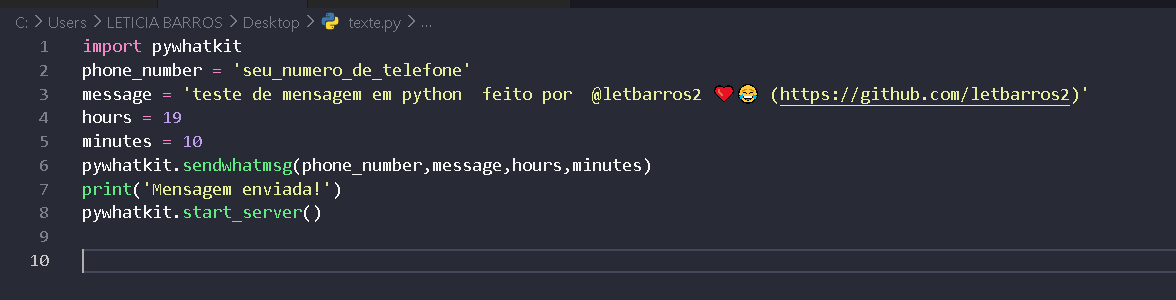 C: > Users > LETICIA BARROS > Desktop > texte.py > ...
1 import pywhatkit
2 phone_number = 'seu_numero_de_telefone'
3 message = 'teste de mensagem em python  feito por  @letbarros2 ❤️😂 (https://github.com/letbarros2)'
4 hours = 19
5 minutes = 10
6 pywhatkit.sendwhatmsg(phone_number,message,hours,minutes)
7 print('Mensagem enviada!')
8 pywhatkit.start_server()
9
10